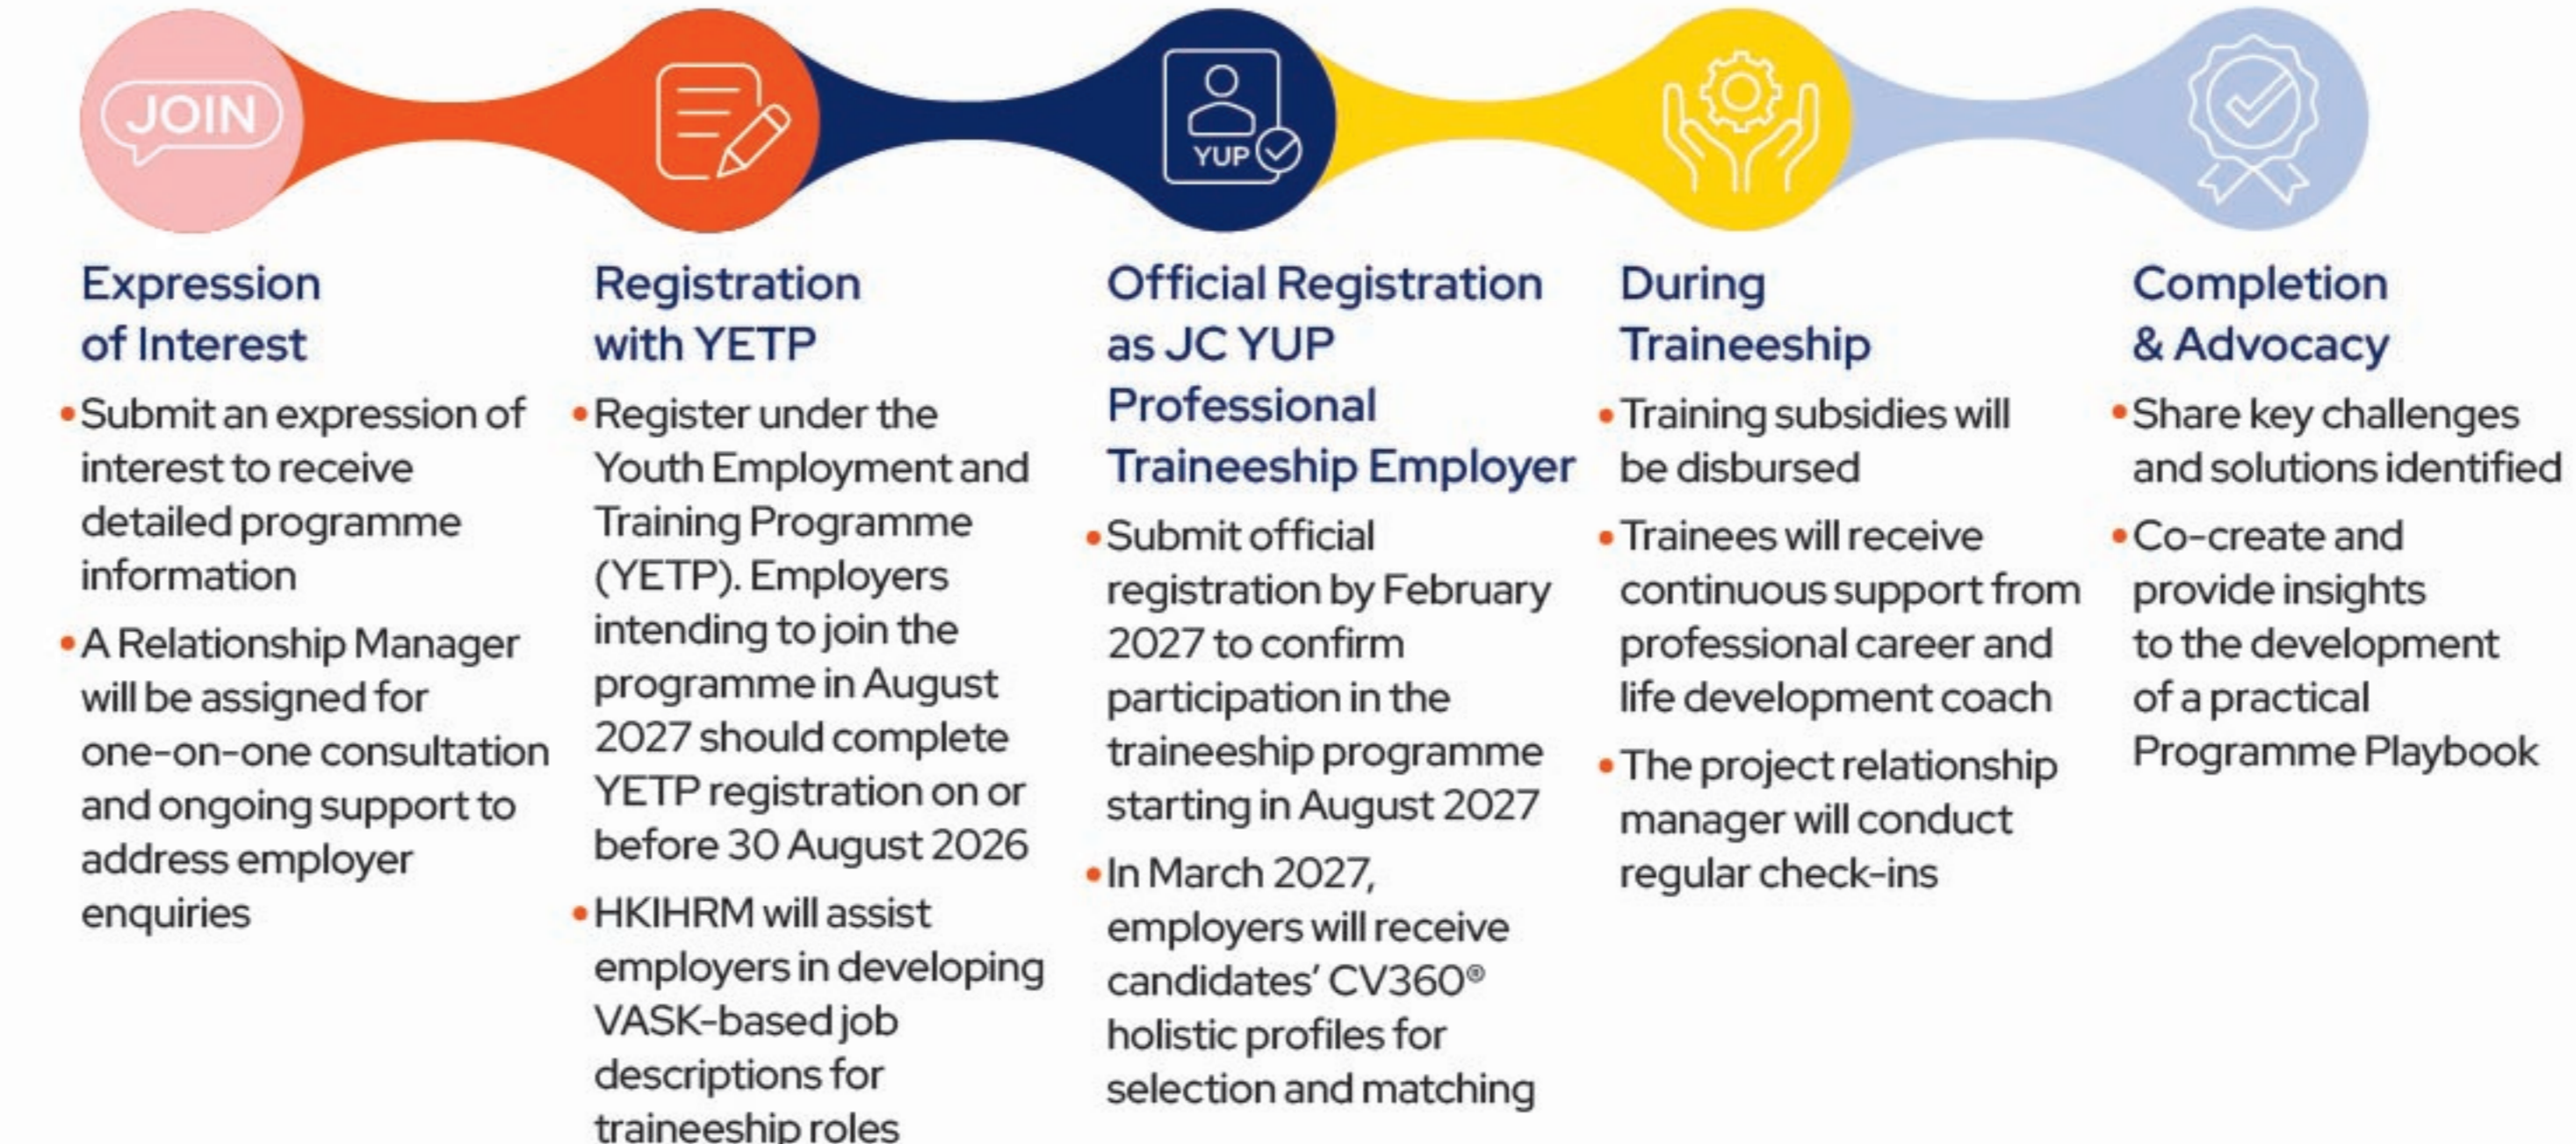 JOIN
YUP
Expression
of Interest
•Submit an expression of
interest to receive
detailed programme
information
•A Relationship Manager
will be assigned for
one-on-one consultation
and ongoing support to
address employer
enquiries
Registration
with YETP
•Register under the
Youth Employment and
Training Programme
(YETP). Employers
intending to join the
programme in August
2027 should complete
YETP registration on or
before 30 August 2026
•HKIHRM will assist
employers in developing
VASK-based job
descriptions for
traineeship roles
Official Registration
as JC YUP
Professional
Traineeship Employer
•Submit official
registration by February
2027 to confirm
participation in the
traineeship programme
starting in August 2027
•In March 2027,
employers will receive
candidates’ CV360®
holistic profiles for
selection and matching
During
Traineeship
•Training subsidies will
be disbursed
•Trainees will receive
continuous support from
professional career and
life development coach
•The project relationship
manager will conduct
regular check-ins
Completion
& Advocacy
•Share key challenges
and solutions identified
•Co-create and
provide insights
to the development
of a practical
Programme Playbook